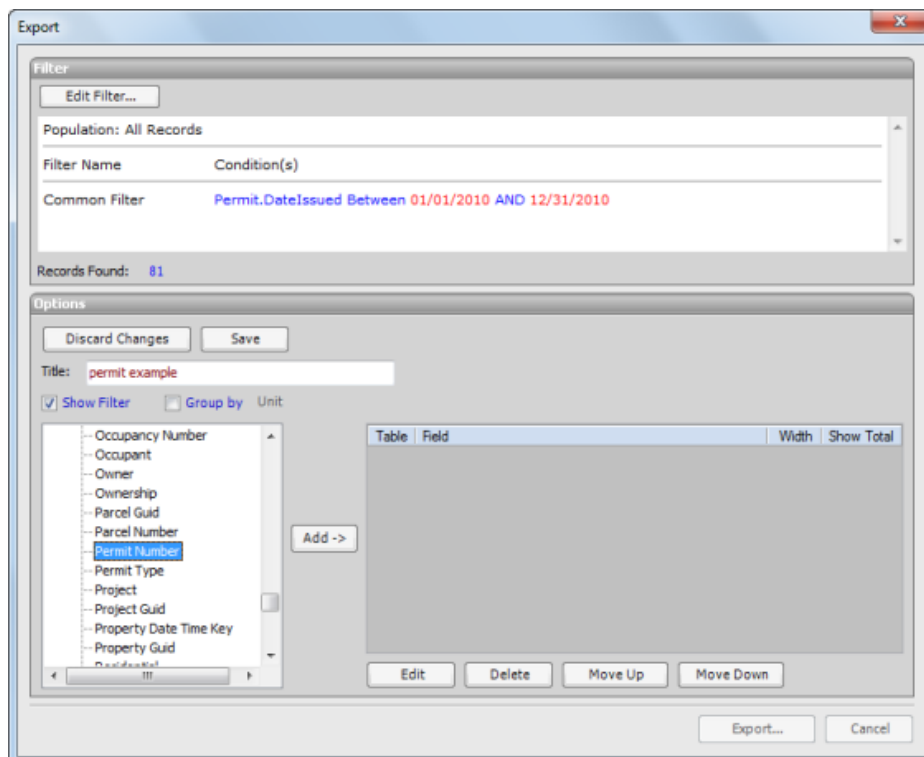 Export
Filter
Edit Filter...
Population: All Records
Filter Name Condition(s)
Common Filter Permit.DateIssued Between 01/01/2010 AND 12/31/2010
Records Found: 81
Options
Discard Changes Save
Title: permit example
Show Filter Group by Unit
Table Field Width Show Total
Occupancy Number
Occupant
Owner
Ownership
Parcel Guid
Parcel Number
Permit Number
Permit Type
Project
Project Guid
Property Date Time Key
Property Guid
Add ->
Edit Delete Move Up Move Down
Export... Cancel